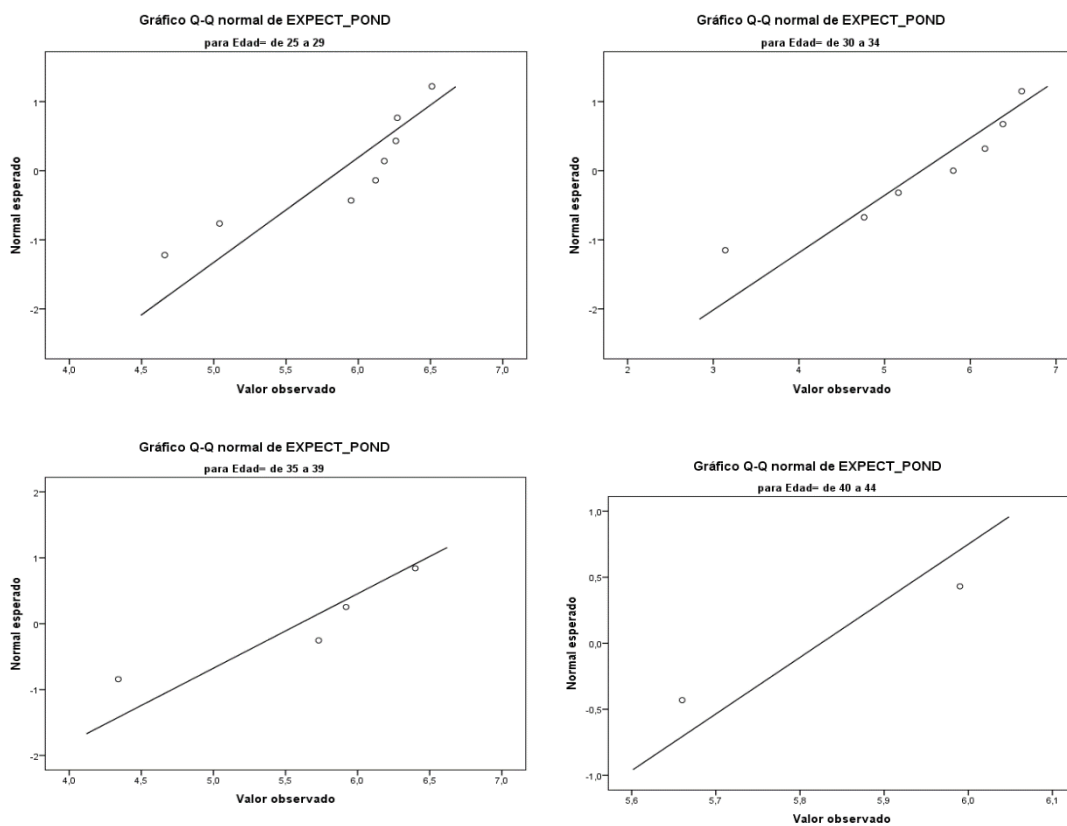 Gráfico Q-Q normal de EXPECT_POND
para Edad= de 25 a 29
Normal esperado
1
0
-1
-2
4,0 4,5 5,0 5,5 6,0 6,5 7,0
Valor observado
Gráfico Q-Q normal de EXPECT_POND
para Edad= de 30 a 34
Normal esperado
1
0
-1
-2
2 3 4 5 6 7
Valor observado
Gráfico Q-Q normal de EXPECT_POND
para Edad= de 35 a 39
Normal esperado
2
1
0
-1
-2
4,0 4,5 5,0 5,5 6,0 6,5 7,0
Valor observado
Gráfico Q-Q normal de EXPECT_POND
para Edad= de 40 a 44
Normal esperado
1,0
0,5
0,0
-0,5
-1,0
5,6 5,7 5,8 5,9 6,0 6,1
Valor observado